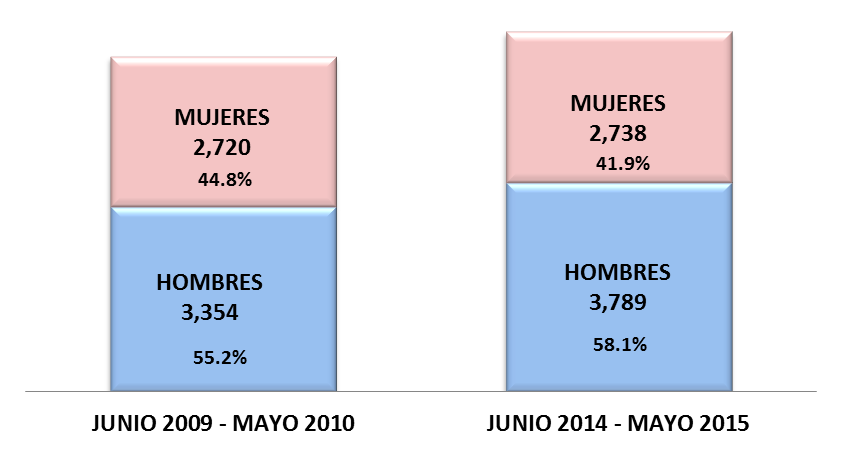 MUJERES
2,720
44.8%
HOMBRES
3,354
55.2%
JUNIO 2009 - MAYO 2010
MUJERES
2,738
41.9%
HOMBRES
3,789
58.1%
JUNIO 2014 - MAYO 2015